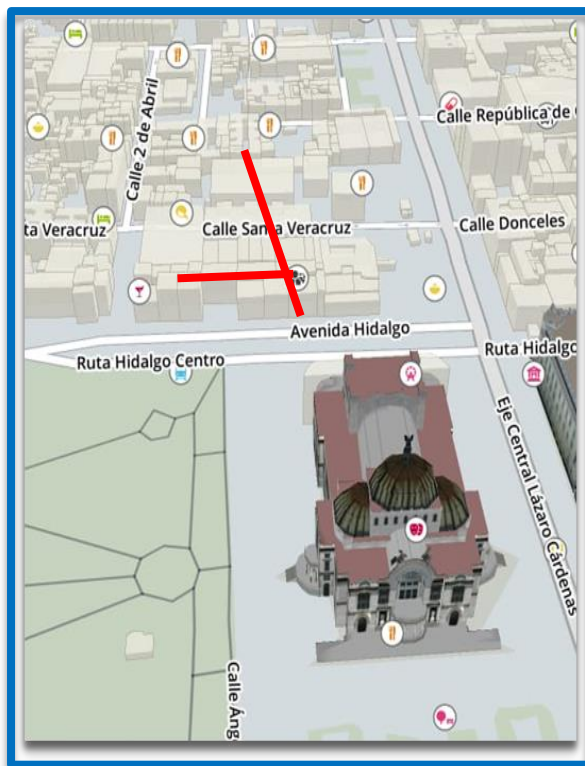 Calle 2 de Abril
Calle República de
ta Veracruz
Calle Santa Veracruz
Calle Donceles
Avenida Hidalgo
Ruta Hidalgo Centro
Ruta Hidalgo
Eje Central Lázaro Cárdenas
Calle Áng